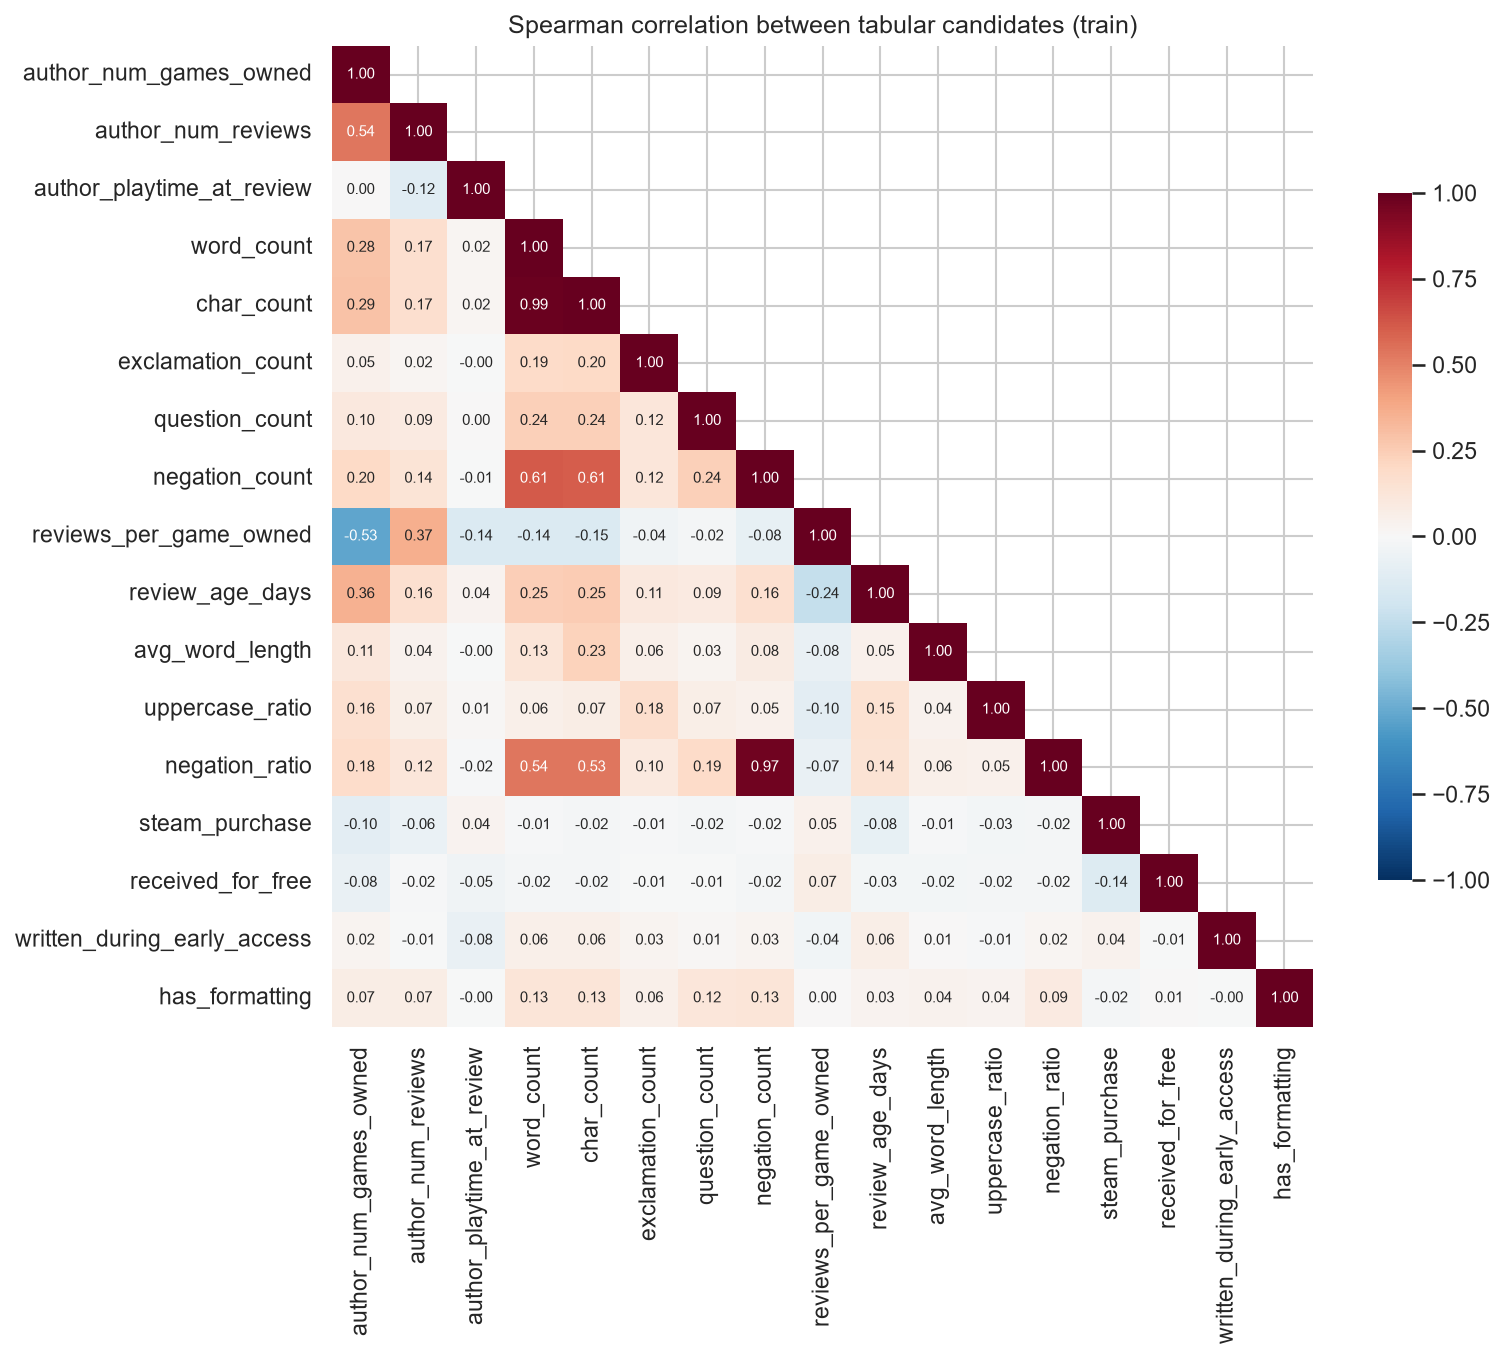 Spearman correlation between tabular candidates (train)
author_num_games_owned 1.00
author_num_reviews 0.54 1.00
author_playtime_at_review 0.00 -0.12 1.00
word_count 0.28 0.17 0.02 1.00
char_count 0.29 0.17 0.02 0.99 1.00
exclamation_count 0.05 0.02 -0.00 0.19 0.20 1.00
question_count 0.10 0.09 0.00 0.24 0.24 0.12 1.00
negation_count 0.20 0.14 -0.01 0.61 0.61 0.12 0.24 1.00
reviews_per_game_owned -0.53 0.37 -0.14 -0.14 -0.15 -0.04 -0.02 -0.08 1.00
review_age_days 0.36 0.16 0.04 0.25 0.25 0.11 0.09 0.16 -0.24 1.00
avg_word_length 0.11 0.04 -0.00 0.13 0.23 0.06 0.03 0.08 -0.08 0.05 1.00
uppercase_ratio 0.16 0.07 0.01 0.06 0.07 0.18 0.07 0.05 -0.10 0.15 0.04 1.00
negation_ratio 0.18 0.12 -0.02 0.54 0.53 0.10 0.19 0.97 -0.07 0.14 0.06 0.05 1.00
steam_purchase -0.10 -0.06 0.04 -0.01 -0.02 -0.01 -0.02 -0.02 0.05 -0.08 -0.01 -0.03 -0.02 1.00
received_for_free -0.08 -0.02 -0.05 -0.02 -0.02 -0.01 -0.01 -0.02 0.07 -0.03 -0.02 -0.02 -0.02 -0.14 1.00
written_during_early_access 0.02 -0.01 -0.08 0.06 0.06 0.03 0.01 0.03 -0.04 0.06 0.01 -0.01 0.02 0.04 -0.01 1.00
has_formatting 0.07 0.07 -0.00 0.13 0.13 0.06 0.12 0.13 0.00 0.03 0.04 0.04 0.09 -0.02 0.01 -0.00 1.00
author_num_games_owned
author_num_reviews
author_playtime_at_review
word_count
char_count
exclamation_count
question_count
negation_count
reviews_per_game_owned
review_age_days
avg_word_length
uppercase_ratio
negation_ratio
steam_purchase
received_for_free
written_during_early_access
has_formatting
1.00
0.75
0.50
0.25
0.00
−0.25
−0.50
−0.75
−1.00